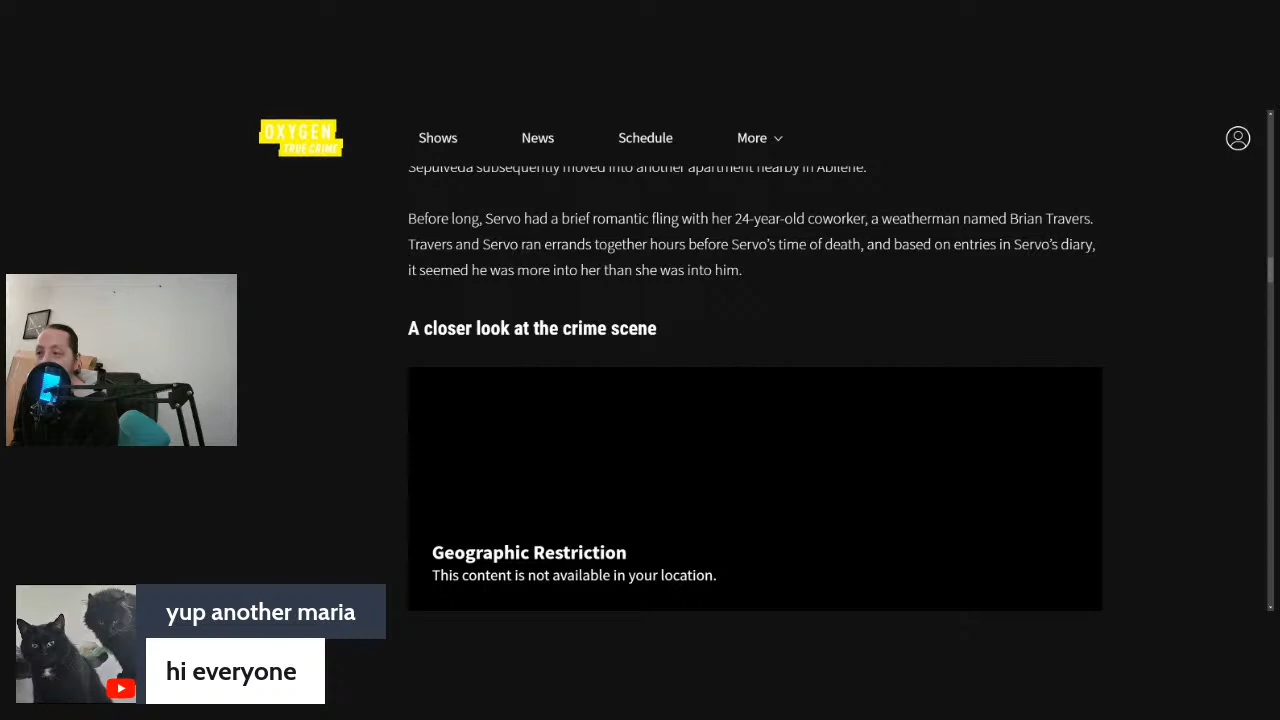 OXYGEN
TRUE CRIME
Shows
News
Schedule
More
Sepulveda subsequently moved into another apartment nearby in Abilene.
Before long, Servo had a brief romantic fling with her 24-year-old coworker, a weatherman named Brian Travers.
Travers and Servo ran errands together hours before Servo’s time of death, and based on entries in Servo’s diary,
it seemed he was more into her than she was into him.
A closer look at the crime scene
Geographic Restriction
This content is not available in your location.
yup another maria
hi everyone